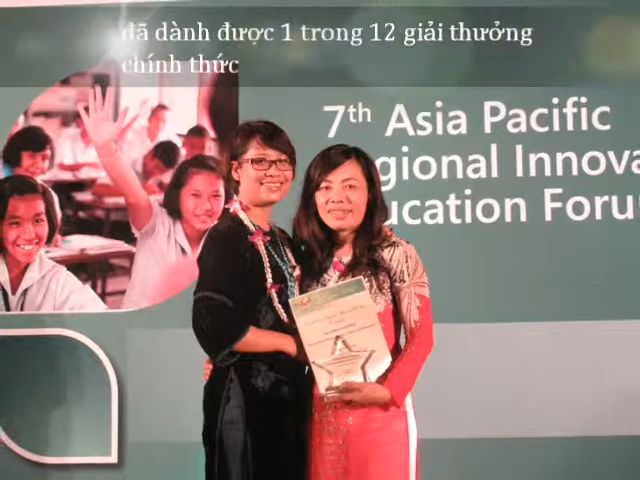 đã dành được 1 trong 12 giải thưởng
chính thức
7th Asia Pacific
gional Innova
ucation Foru